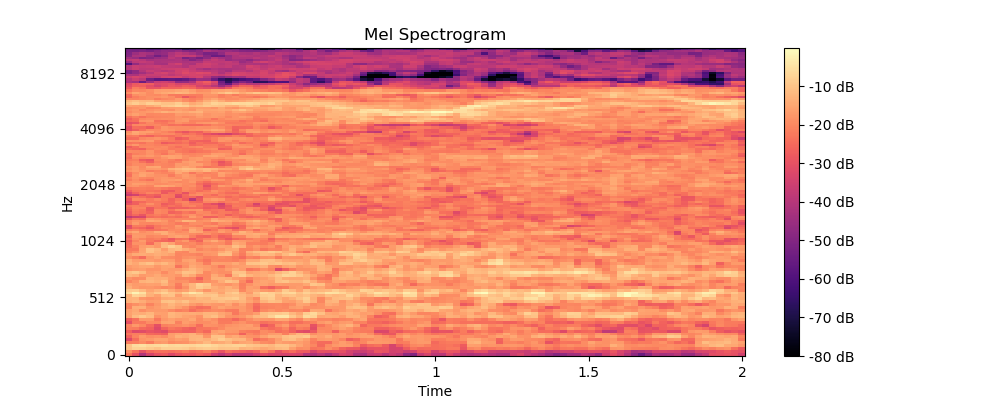 Mel Spectrogram
Hz
8192
4096
2048
1024
512
0
0 0.5 1 1.5 2
Time
-10 dB
-20 dB
-30 dB
-40 dB
-50 dB
-60 dB
-70 dB
-80 dB